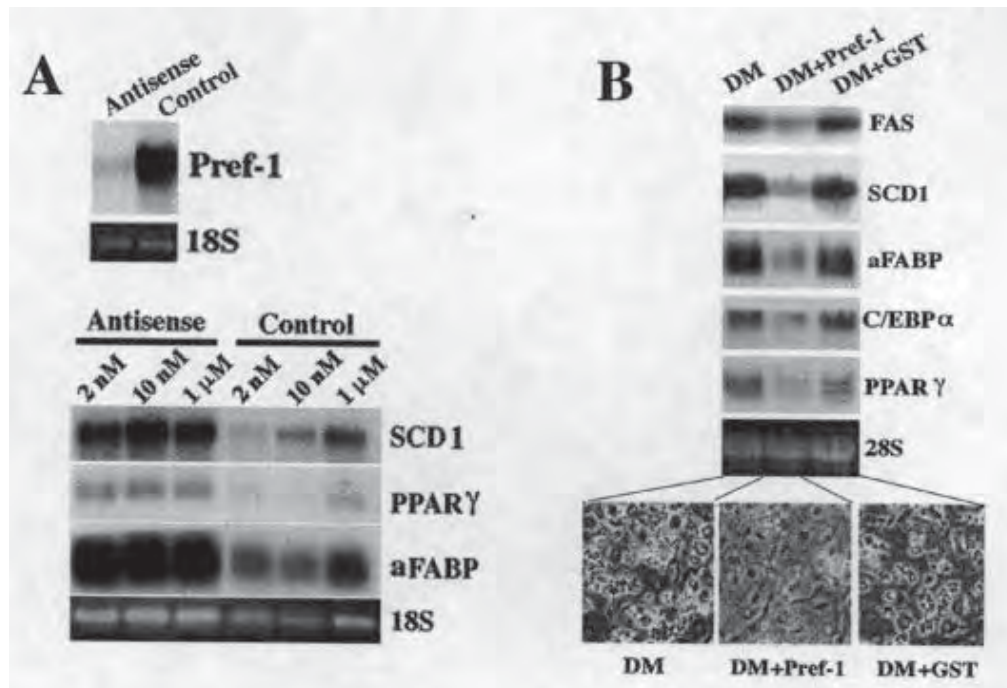 A
Antisense
Control
Pref-1
18S
Antisense Control
2 nM 10 nM 1 μM 2 nM 10 nM 1 μM
SCD1
PPARγ
aFABP
18S
B
DM
DM+Pref-1
DM+GST
FAS
SCD1
aFABP
C/EBPα
PPARγ
28S
DM DM+Pref-1 DM+GST